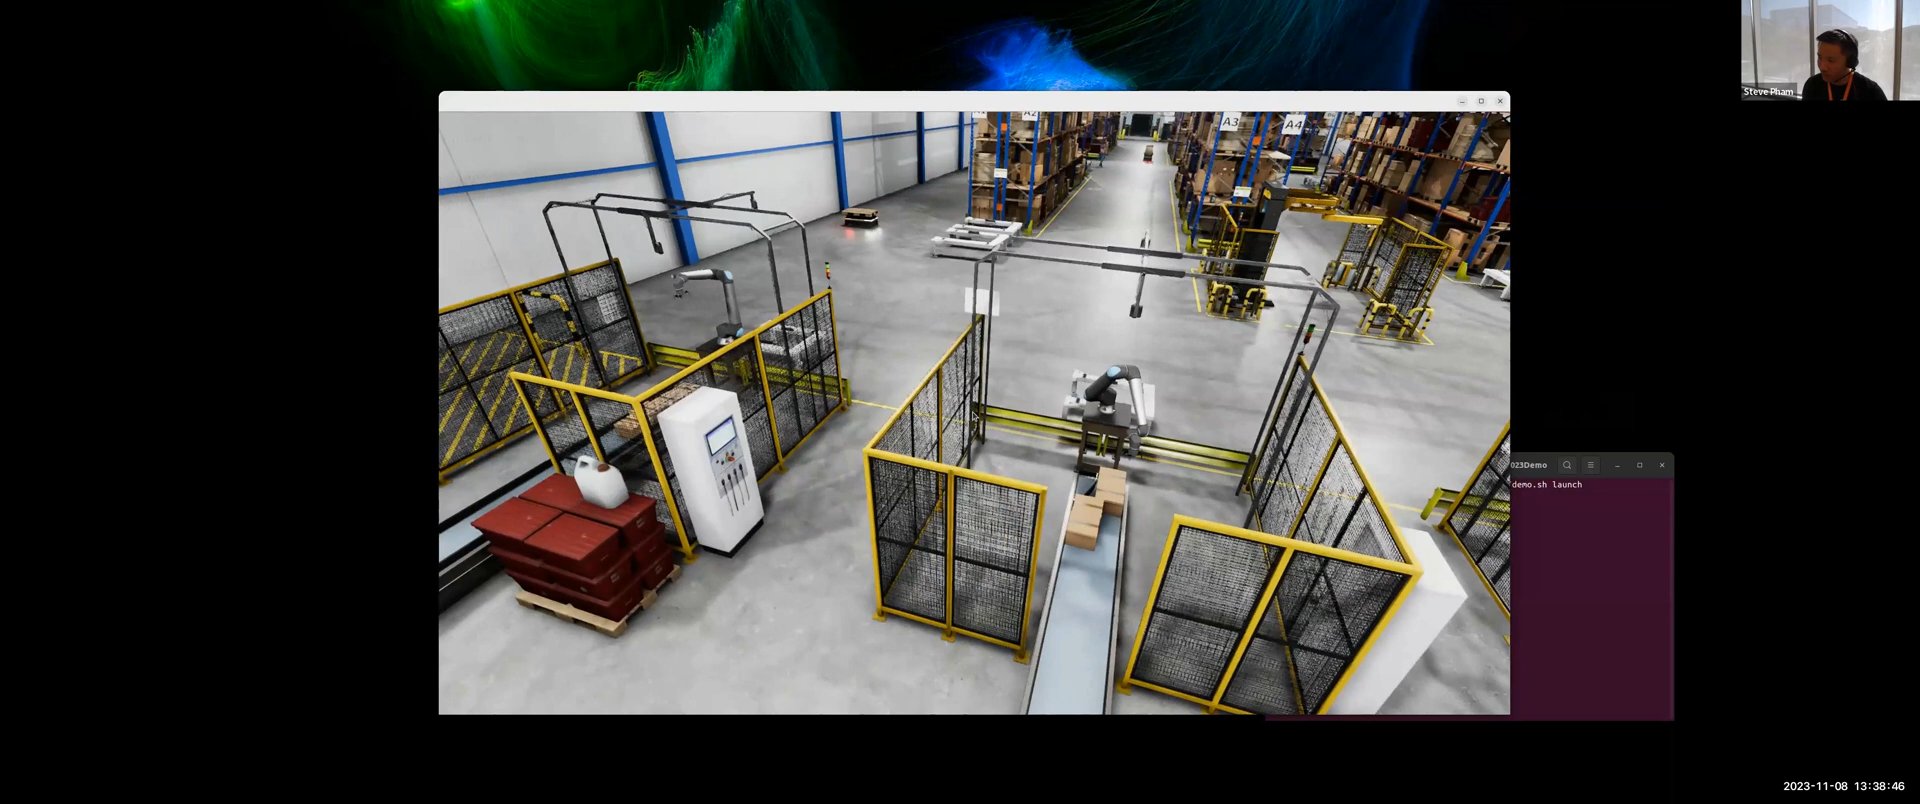 Steve Pham
A2
A3
A4
023Demo
demo.sh launch
2023-11-08 13:38:46